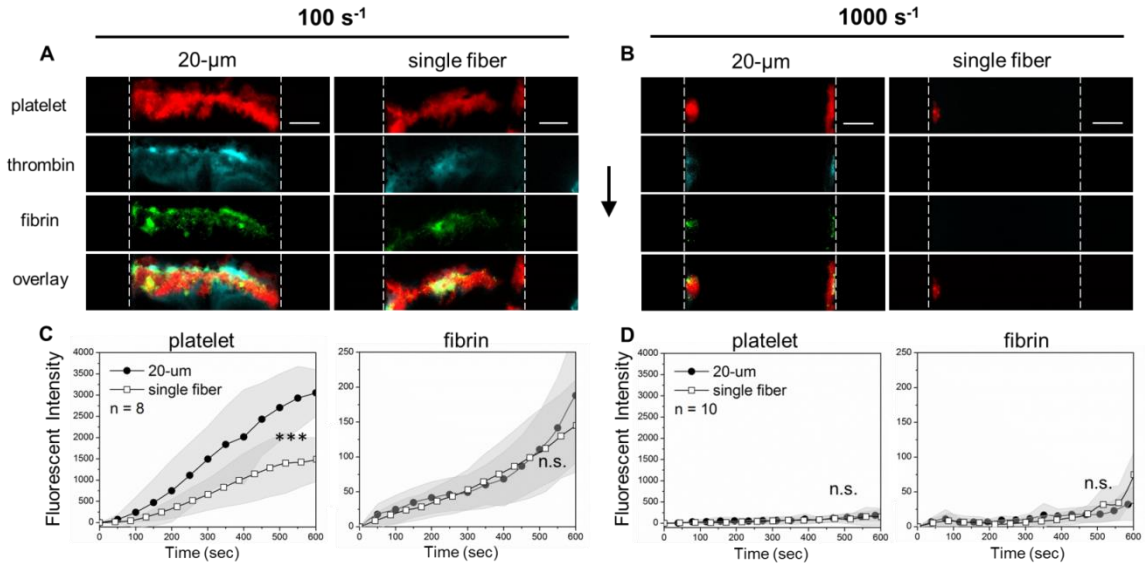 100 s-1
1000 s-1
A
20-μm
single fiber
B
20-μm
single fiber
platelet
thrombin
fibrin
overlay
C
platelet
fibrin
D
platelet
fibrin
Fluorescent Intensity
4000
3500
3000
2500
2000
1500
1000
500
0
20-um
single fiber
n = 8
***
0 100 200 300 400 500 600
Time (sec)
250
200
150
100
50
0
n.s.
0 100 200 300 400 500 600
Time (sec)
Fluorescent Intensity
4000
3500
3000
2500
2000
1500
1000
500
0
20-um
single fiber
n = 10
n.s.
0 100 200 300 400 500 600
Time (sec)
250
200
150
100
50
0
n.s.
0 100 200 300 400 500 600
Time (sec)